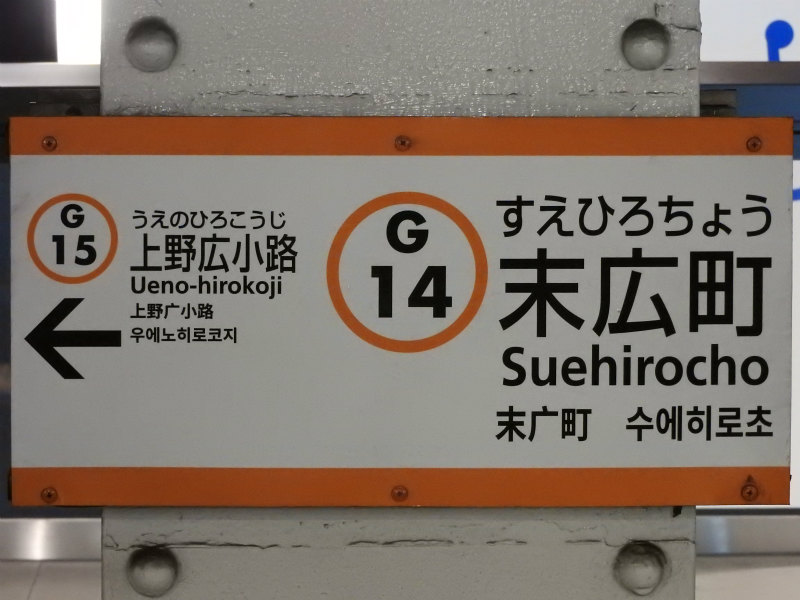 G
15
うえのひろこうじ
上野広小路
Ueno-hirokoji
上野广小路
우에노히로코지
G
14
すえひろちょう
末広町
Suehirocho
末广町 수에히로초